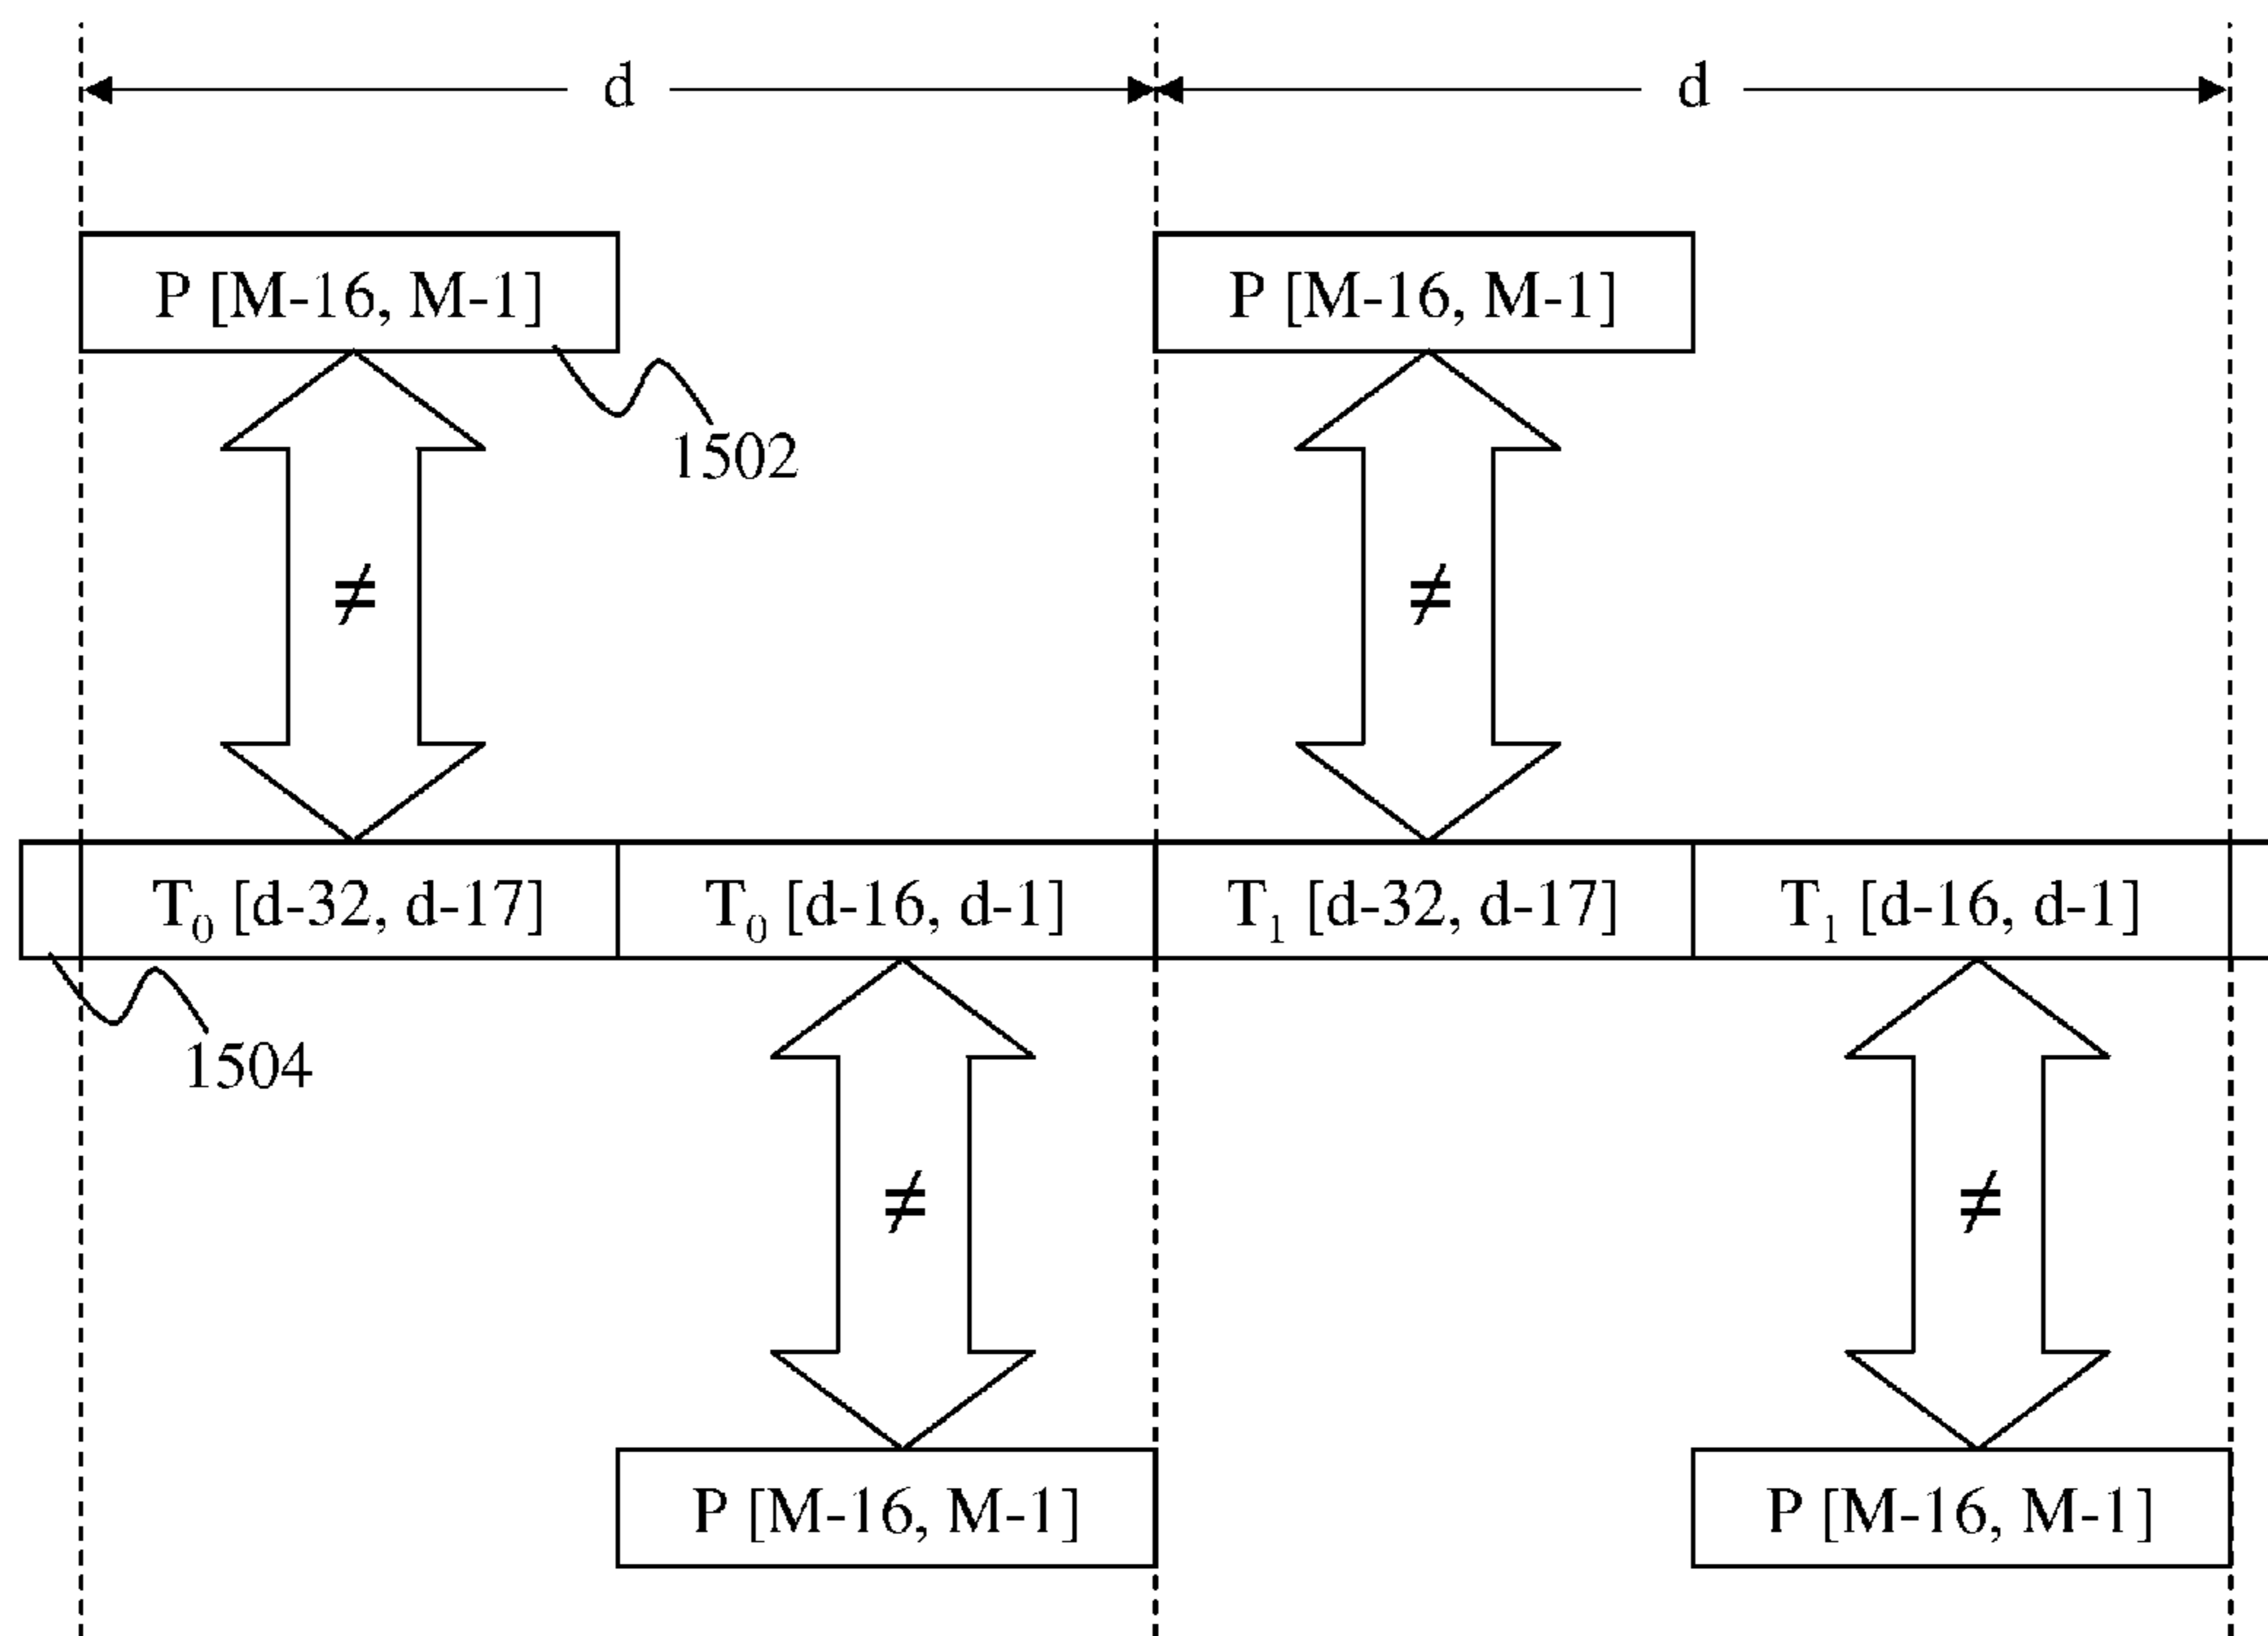 d d
P [M-16, M-1] P [M-16, M-1]
1502
≠ ≠
T₀ [d-32, d-17] T₀ [d-16, d-1] T₁ [d-32, d-17] T₁ [d-16, d-1]
1504
≠ ≠
P [M-16, M-1] P [M-16, M-1]